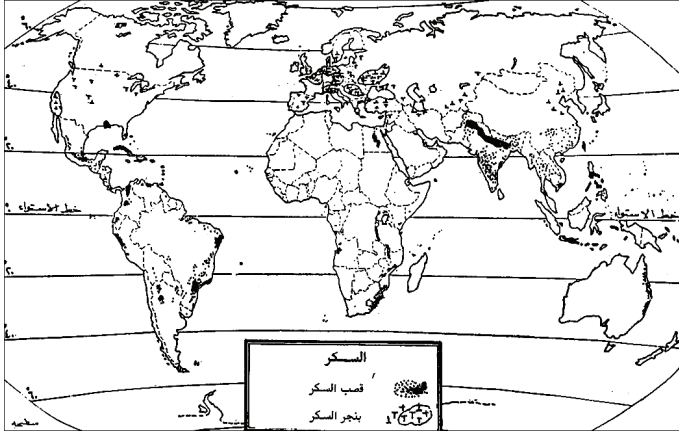 خط الاستواء
خط الاستواء
السكر
قصب السكر
بنجر السكر